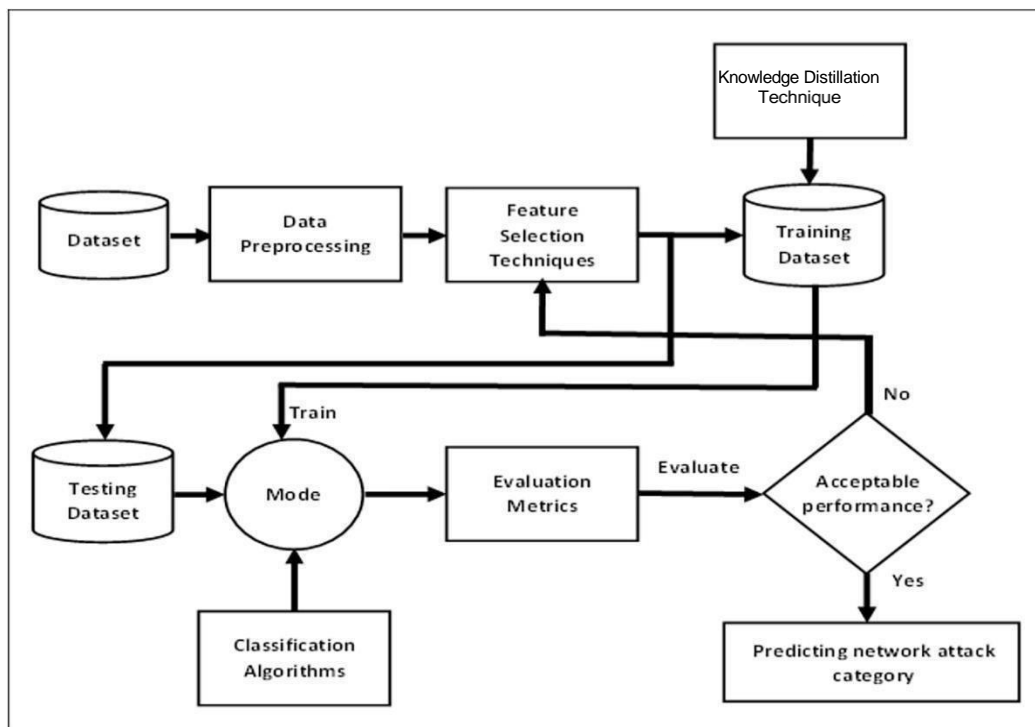 Knowledge Distillation
Technique
Dataset
Data
Preprocessing
Feature
Selection
Techniques
Training
Dataset
Train
No
Testing
Dataset
Mode
Evaluation
Metrics
Evaluate
Acceptable
performance?
Yes
Classification
Algorithms
Predicting network attack
category